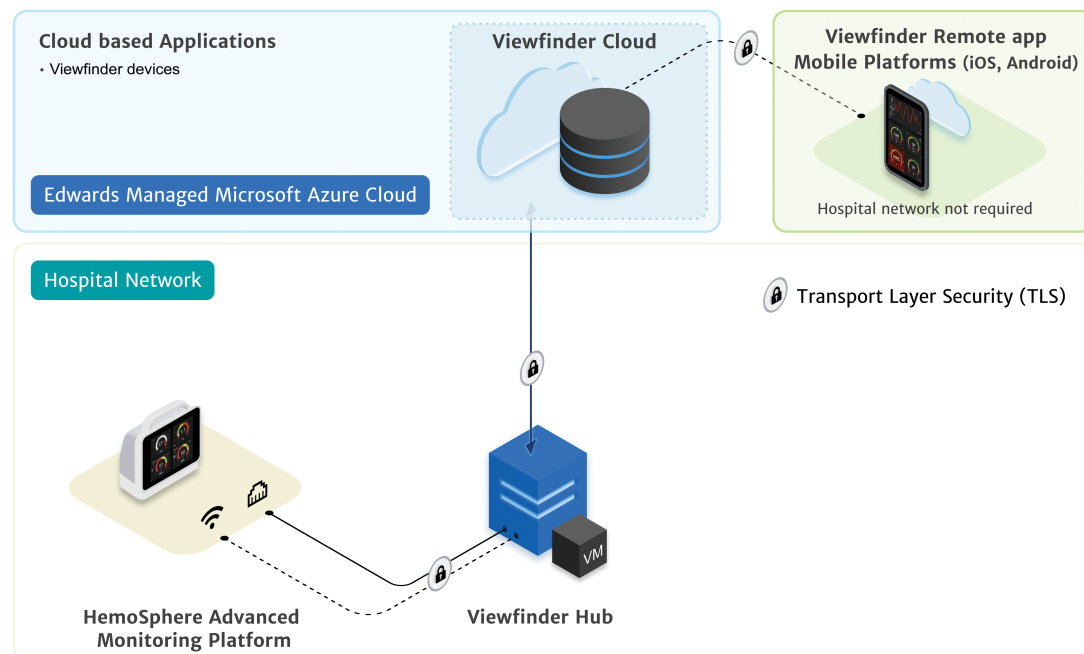 Cloud based Applications
• Viewfinder devices
Edwards Managed Microsoft Azure Cloud
Viewfinder Cloud
Viewfinder Remote app
Mobile Platforms (iOS, Android)
Hospital network not required
Hospital Network
Transport Layer Security (TLS)
VM
HemoSphere Advanced
Monitoring Platform
Viewfinder Hub